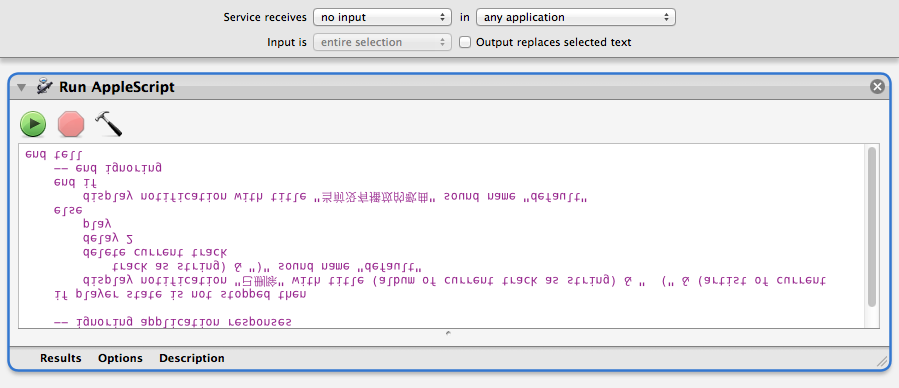 Service receives no input in any application
Input is entire selection Output replaces selected text
Run AppleScript
-- ignoring application responses
if player state is not stopped then
display notification "已删除" with title (album of current track as string) & "  (" & (artist of current
track as string) & ")" sound name "default"
delete current track
delay 2
play
else
display notification with title "当前没有播放的歌曲" sound name "default"
end if
-- end ignoring
end tell
Results Options Description